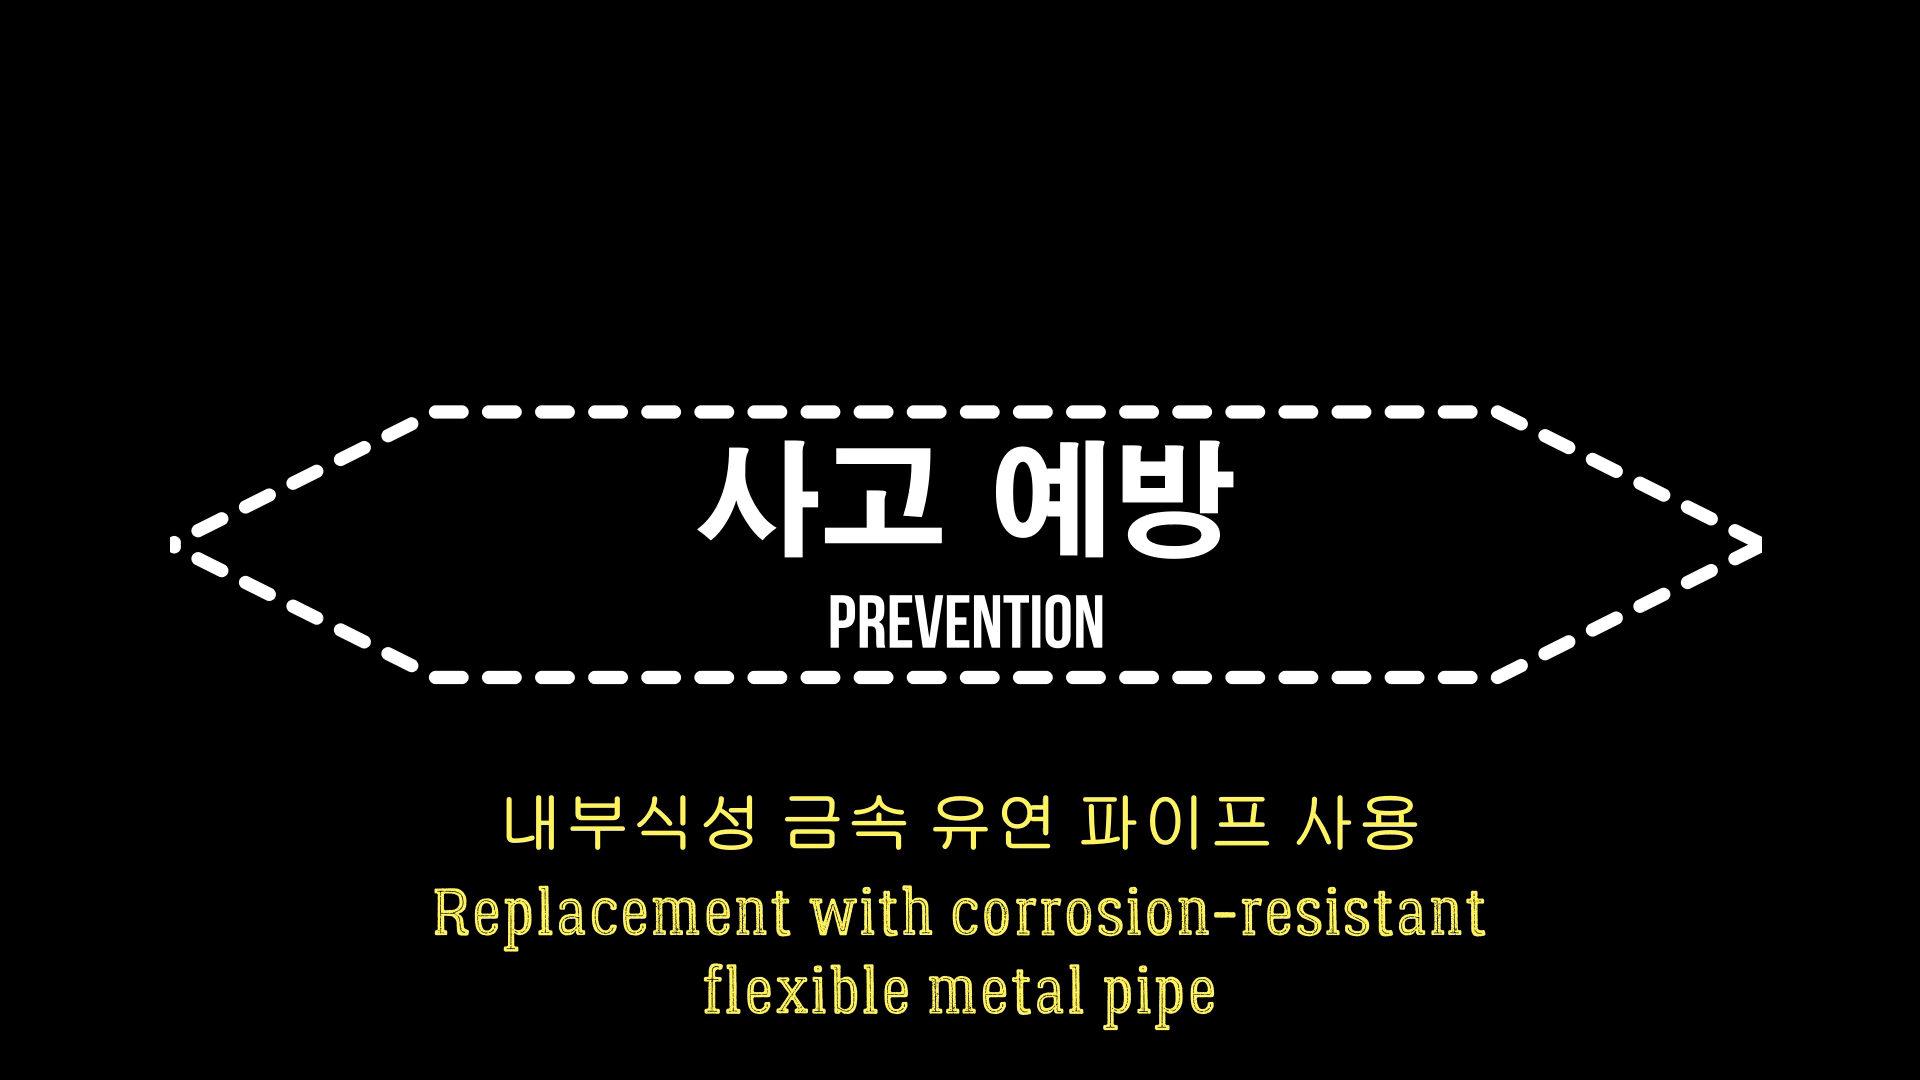 사고 예방
PREVENTION
내부식성 금속 유연 파이프 사용
Replacement with corrosion-resistant
flexible metal pipe